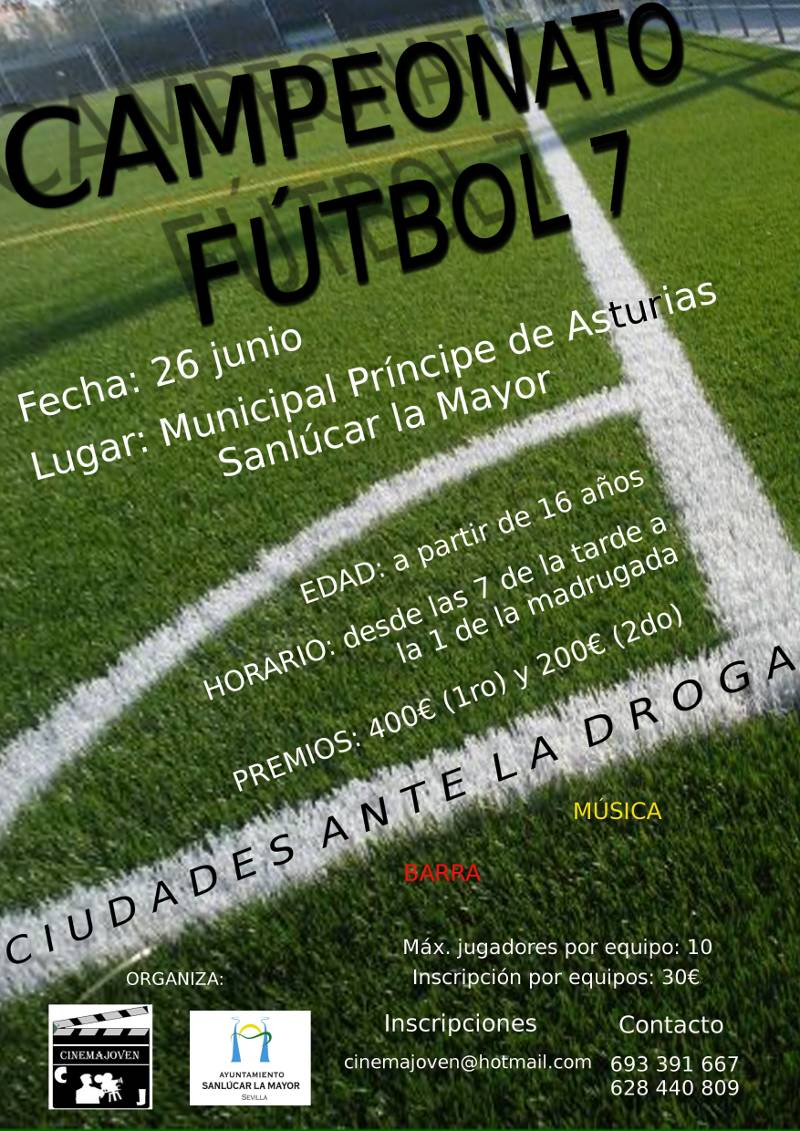 CAMPEONATO
FÚTBOL 7
Fecha: 26 junio
Lugar: Municipal Príncipe de Asturias
Sanlúcar la Mayor
EDAD: a partir de 16 años
HORARIO: desde las 7 de la tarde a
la 1 de la madrugada
PREMIOS: 400€ (1ro) y 200€ (2do)
CIUDADES ANTE LA DROGA
MÚSICA
BARRA
Máx. jugadores por equipo: 10
Inscripción por equipos: 30€
ORGANIZA:
CINEMAJOVEN
C J
AYUNTAMIENTO
SANLÚCAR LA MAYOR
SEVILLA
Inscripciones
cinemajoven@hotmail.com
Contacto
693 391 667
628 440 809